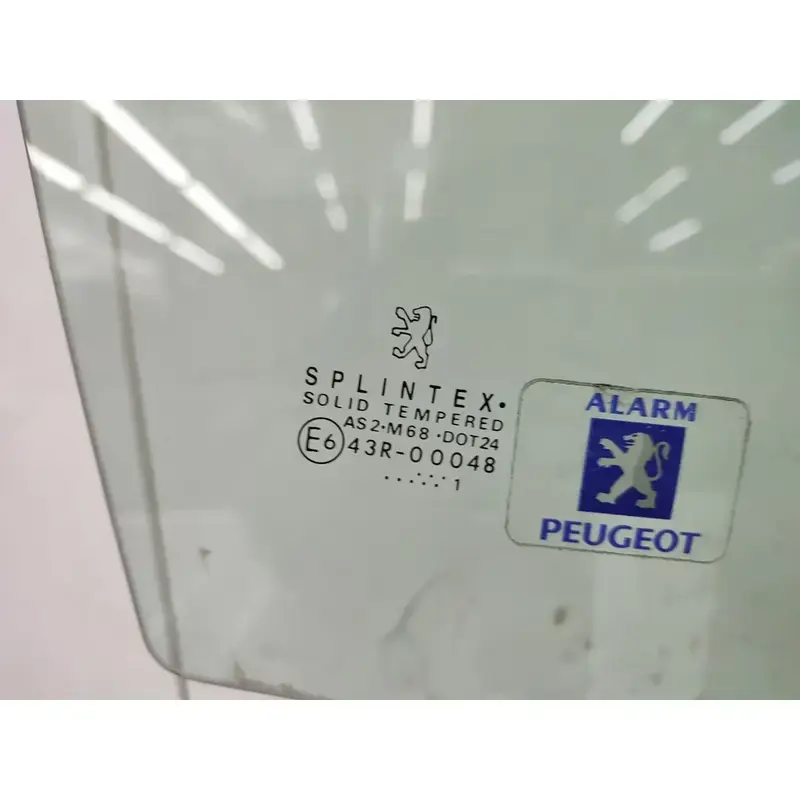 SPLINTEX
SOLID TEMPERED
AS2·M68·DOT24
E6 43R-00048
.......... 1
ALARM
PEUGEOT